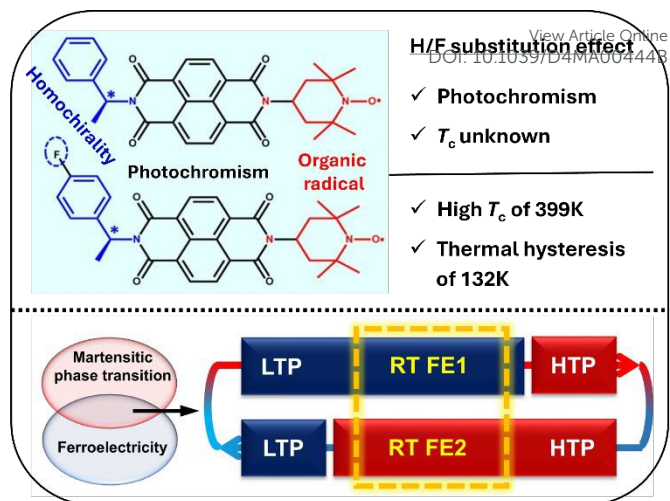 View Article Online
DOI: 10.1039/D4MA00444B
H/F substitution effect
Homochirality
*
N
N
N
O•
O
O
O
O
✓ Photochromism
✓ Tc unknown
Photochromism
Organic
radical
F
*
N
N
N
O•
O
O
O
O
✓ High Tc of 399K
✓ Thermal hysteresis
of 132K
Martensitic
phase transition
Ferroelectricity
LTP
RT FE1
HTP
LTP
RT FE2
HTP